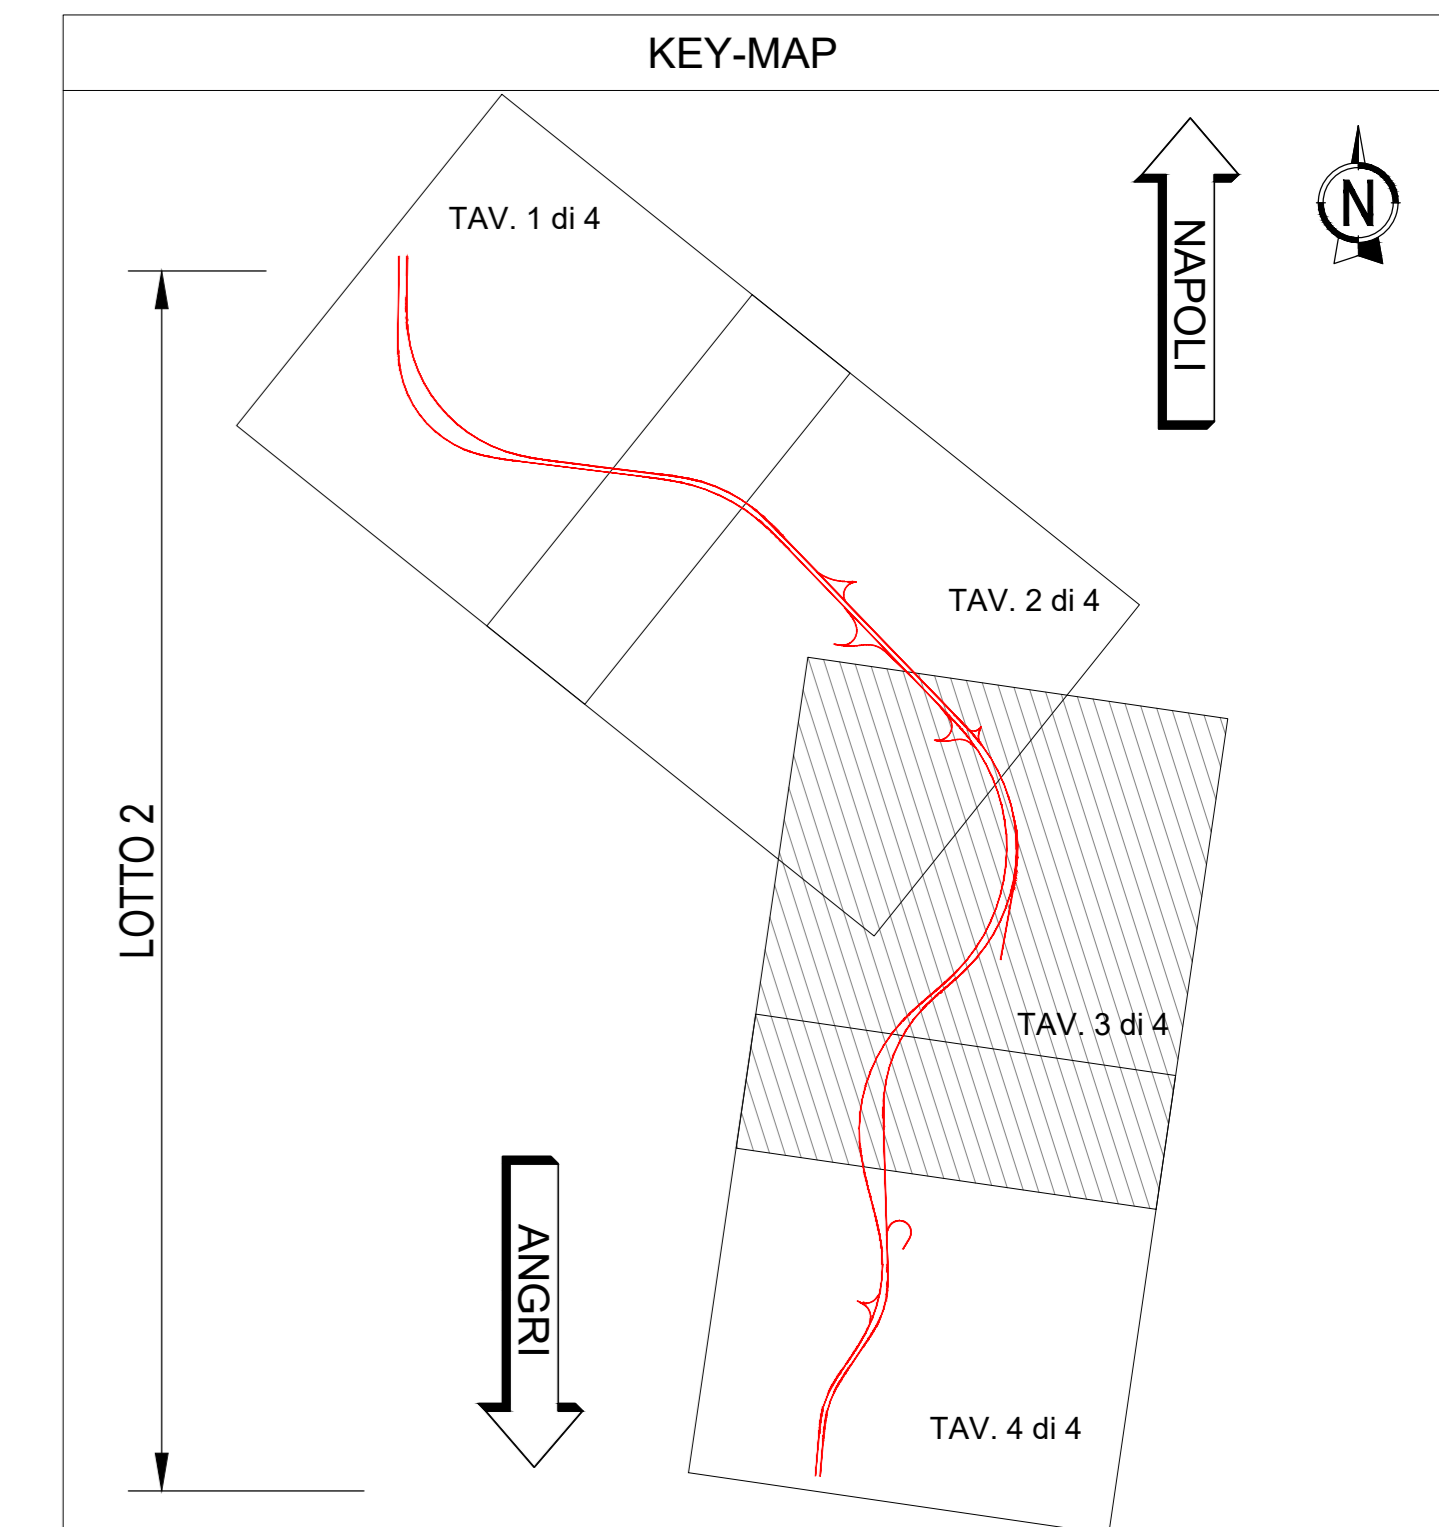 KEY-MAP
TAV. 1 di 4
N
NAPOLI
TAV. 2 di 4
LOTTO 2
TAV. 3 di 4
ANGRI
TAV. 4 di 4